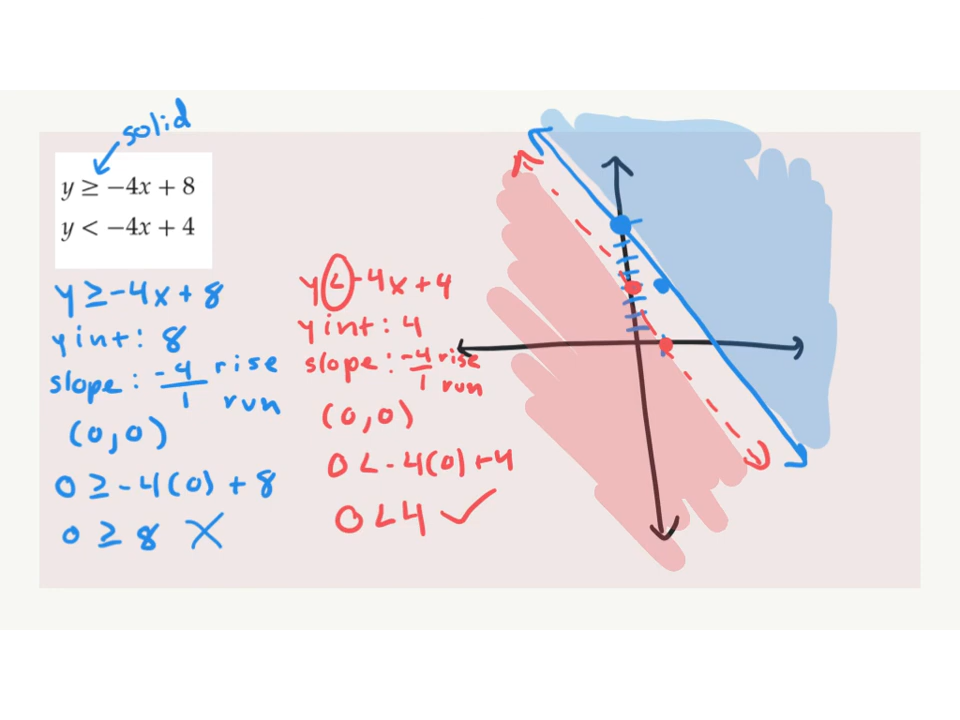 solid
y ≥ −4x + 8
y < −4x + 4
y ≥ -4x + 8
y int: 8
slope: -4/1 rise run
(0,0)
0 ≥ -4(0) + 8
0 ≥ 8 X
y < -4x + 4
y int: 4
slope: -4/1 rise run
(0,0)
0 < -4(0) + 4
0 < 4 ✓